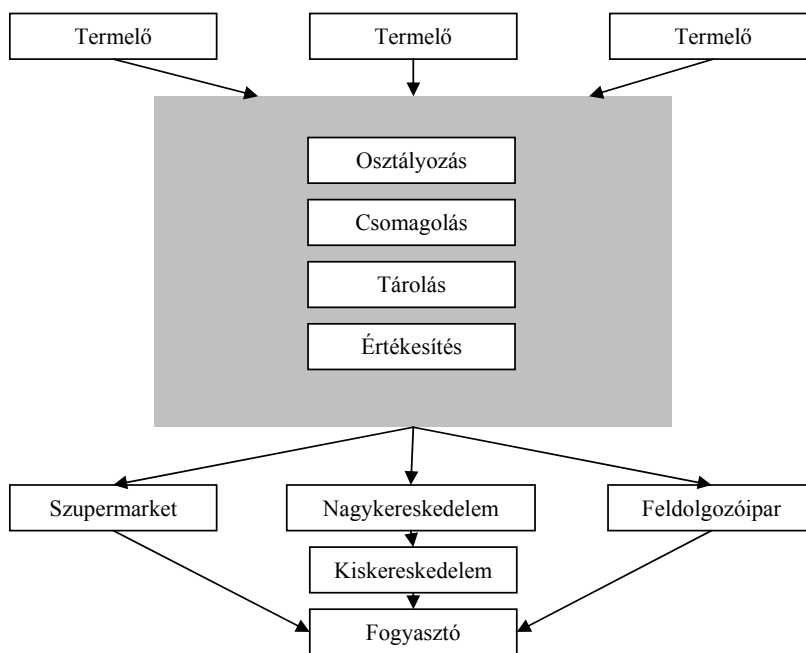 Termelő
Termelő
Termelő
Osztályozás
Csomagolás
Tárolás
Értékesítés
Szupermarket
Nagykereskedelem
Feldolgozóipar
Kiskereskedelem
Fogyasztó